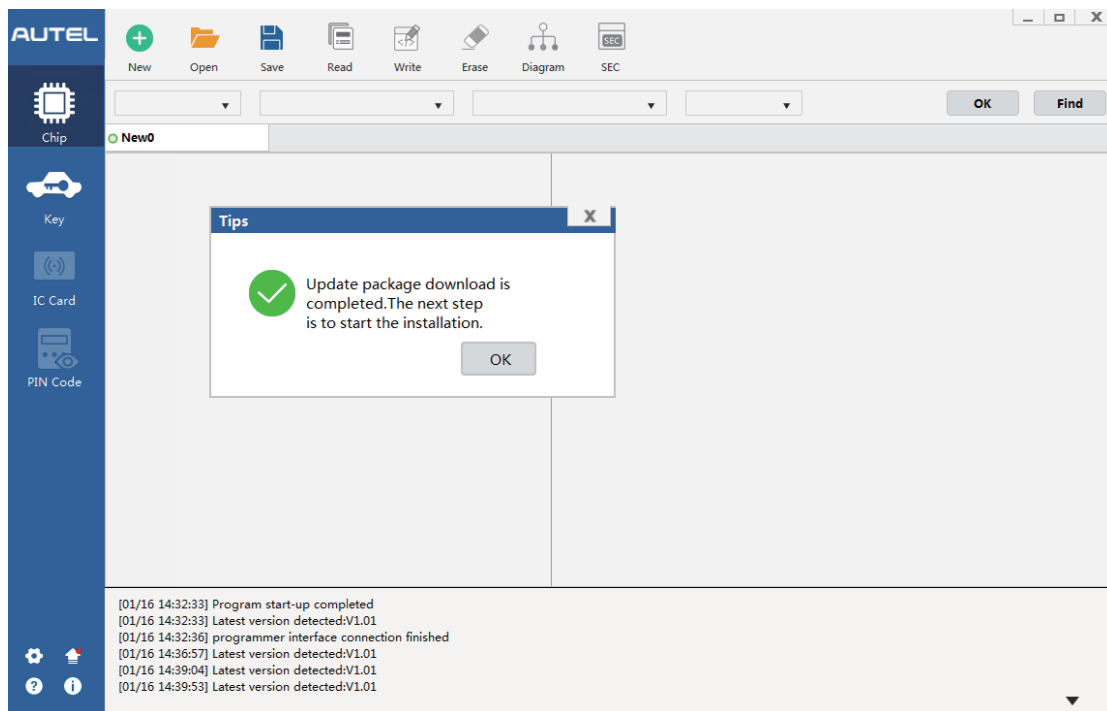 AUTEL
New Open Save Read Write Erase Diagram SEC
SEC
OK Find
Chip
New0
Key
IC Card
PIN Code
Tips X
Update package download is
completed.The next step
is to start the installation.
OK
[01/16 14:32:33] Program start-up completed
[01/16 14:32:33] Latest version detected:V1.01
[01/16 14:32:36] programmer interface connection finished
[01/16 14:36:57] Latest version detected:V1.01
[01/16 14:39:04] Latest version detected:V1.01
[01/16 14:39:53] Latest version detected:V1.01